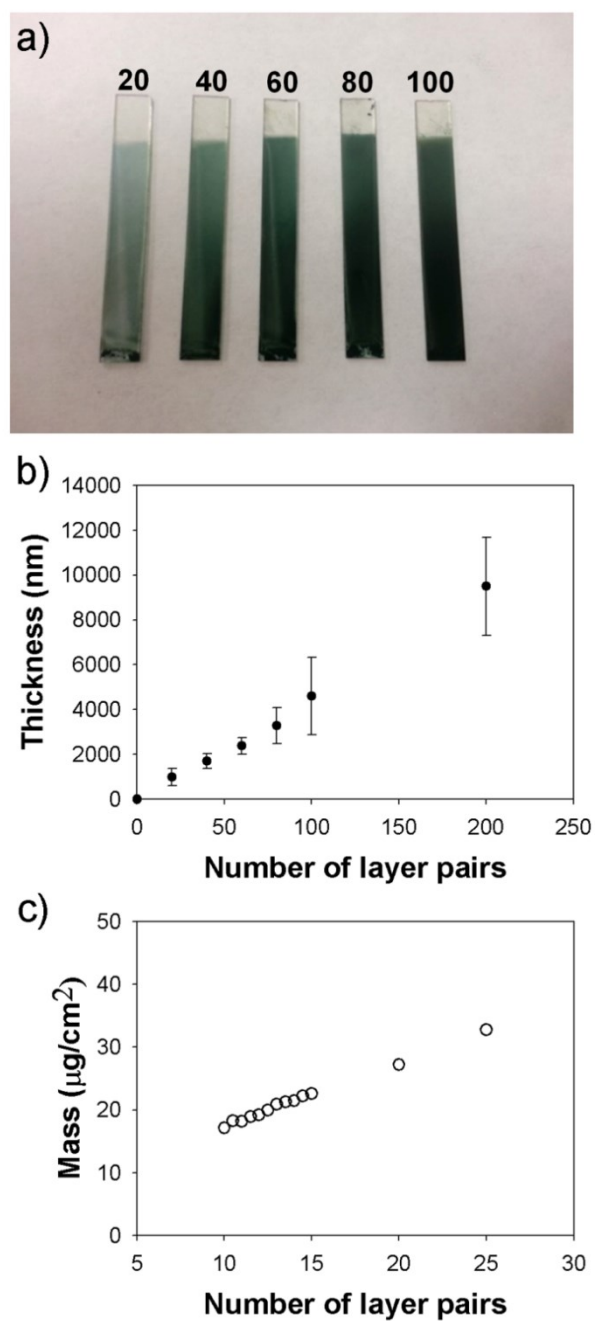 a)
20 40 60 80 100
b)
14000
12000
10000
8000
6000
4000
2000
0
Thickness (nm)
0 50 100 150 200 250
Number of layer pairs
c)
50
40
30
20
10
0
Mass (μg/cm²)
5 10 15 20 25 30
Number of layer pairs